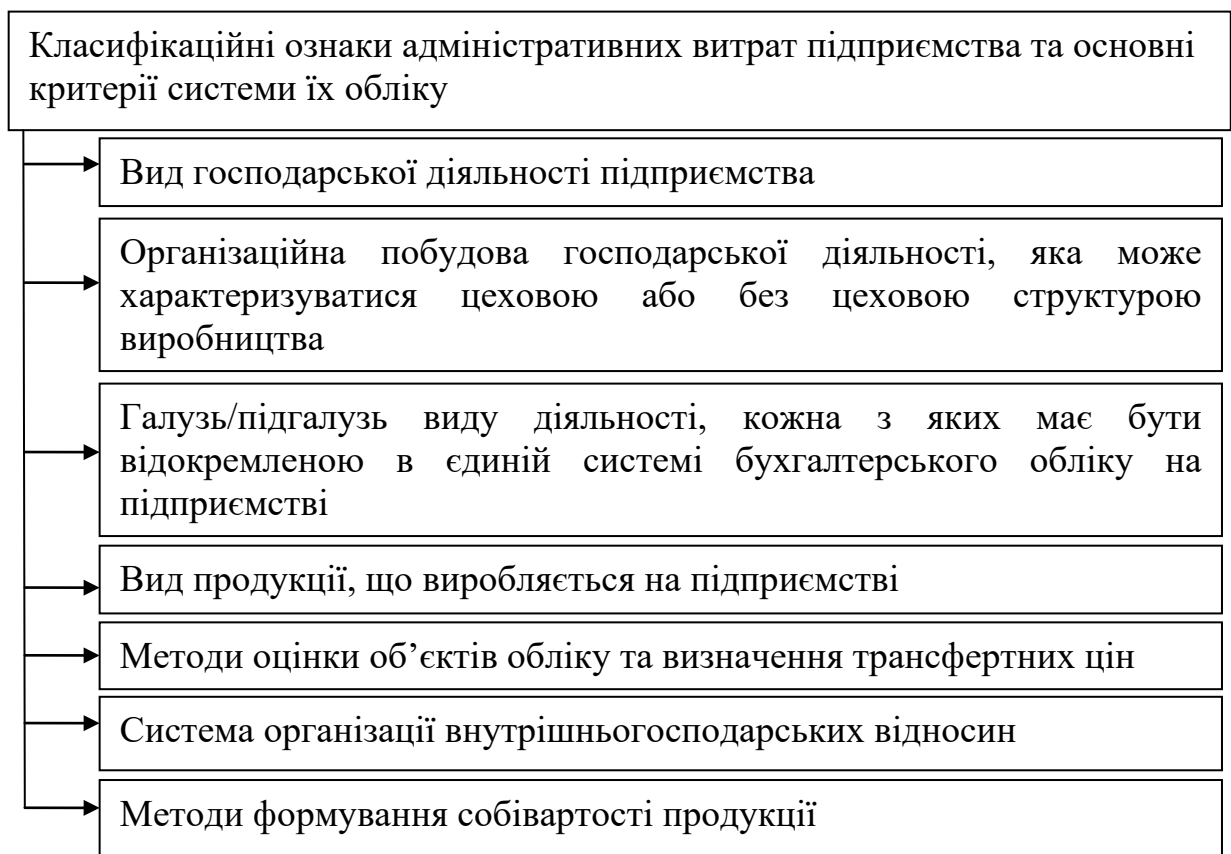 Класифікаційні ознаки адміністративних витрат підприємства та основні
критерії системи їх обліку
Вид господарської діяльності підприємства
Організаційна побудова господарської діяльності, яка може
характеризуватися цеховою або без цеховою структурою
виробництва
Галузь/підгалузь виду діяльності, кожна з яких має бути
відокремленою в єдиній системі бухгалтерського обліку на
підприємстві
Вид продукції, що виробляється на підприємстві
Методи оцінки об’єктів обліку та визначення трансфертних цін
Система організації внутрішньогосподарських відносин
Методи формування собівартості продукції